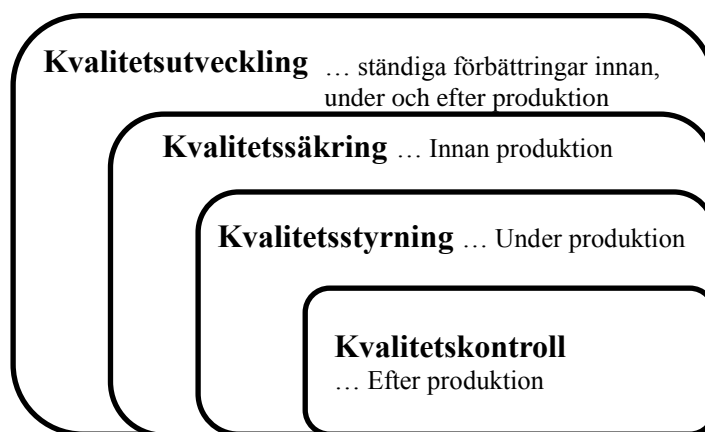 Kvalitetsutveckling … ständiga förbättringar innan,
under och efter produktion
Kvalitetssäkring … Innan produktion
Kvalitetsstyrning … Under produktion
Kvalitetskontroll
… Efter produktion